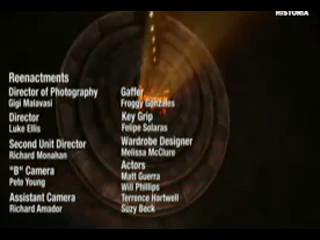 HISTORIA
Reenactments
Director of Photography
Gigi Malavasi
Director
Luke Ellis
Second Unit Director
Richard Monahan
"B" Camera
Pete Young
Assistant Camera
Richard Amador
Gaffer
Froggy Gonzales
Key Grip
Felipe Solaras
Wardrobe Designer
Melissa McClure
Actors
Matt Guerra
Will Phillips
Terrence Hartwell
Suzy Beck